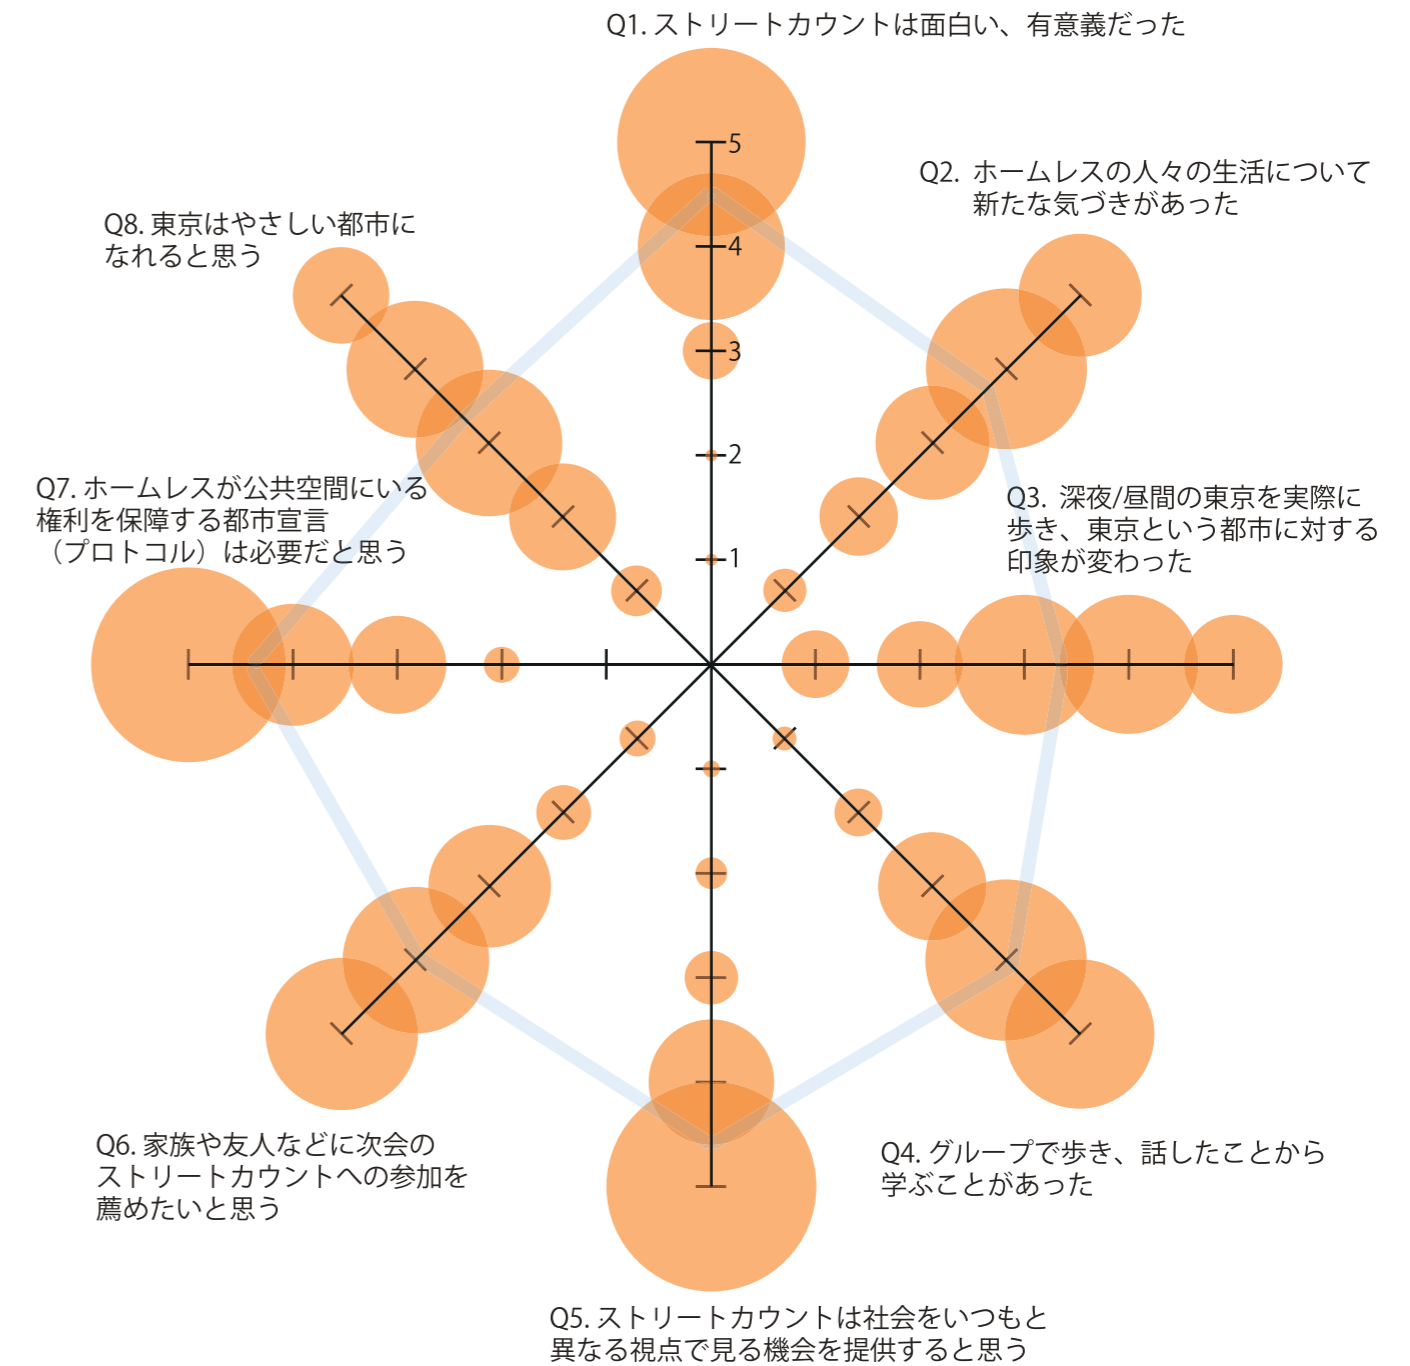 Q1. ストリートカウントは面白い、有意義だった
5
4
3
2
1
Q2. ホームレスの人々の生活について
新たな気づきがあった
Q3. 深夜/昼間の東京を実際に
歩き、東京という都市に対する
印象が変わった
Q4. グループで歩き、話したことから
学ぶことがあった
Q5. ストリートカウントは社会をいつもと
異なる視点で見る機会を提供すると思う
Q6. 家族や友人などに次会の
ストリートカウントへの参加を
薦めたいと思う
Q7. ホームレスが公共空間にいる
権利を保障する都市宣言
（プロトコル）は必要だと思う
Q8. 東京はやさしい都市に
なれると思う